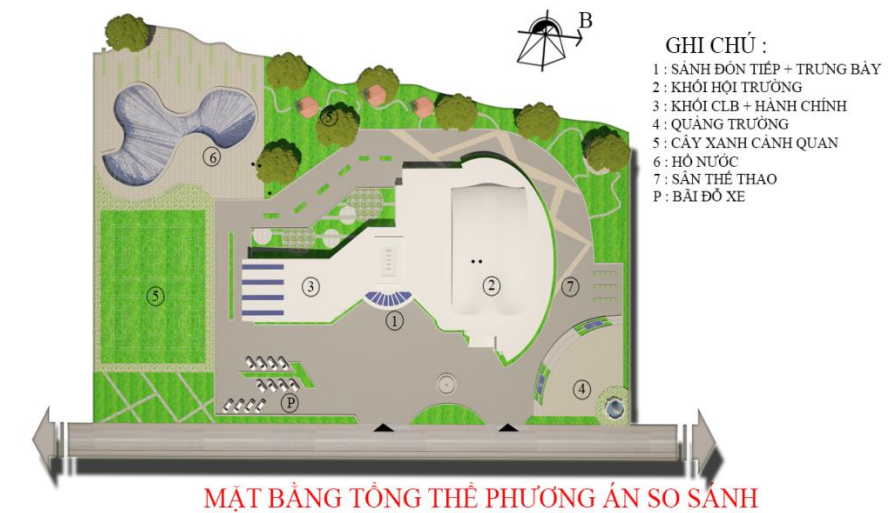 B
GHI CHÚ :
1 : SẢNH ĐÓN TIẾP + TRƯNG BÀY
2 : KHỐI HỘI TRƯỜNG
3 : KHỐI CLB + HÀNH CHÍNH
4 : QUẢNG TRƯỜNG
5 : CÂY XANH CẢNH QUAN
6 : HỒ NƯỚC
7 : SÂN THỂ THAO
P : BÃI ĐỖ XE
5
6
3
2
7
5
1
4
P
MẶT BẰNG TỔNG THỂ PHƯƠNG ÁN SO SÁNH